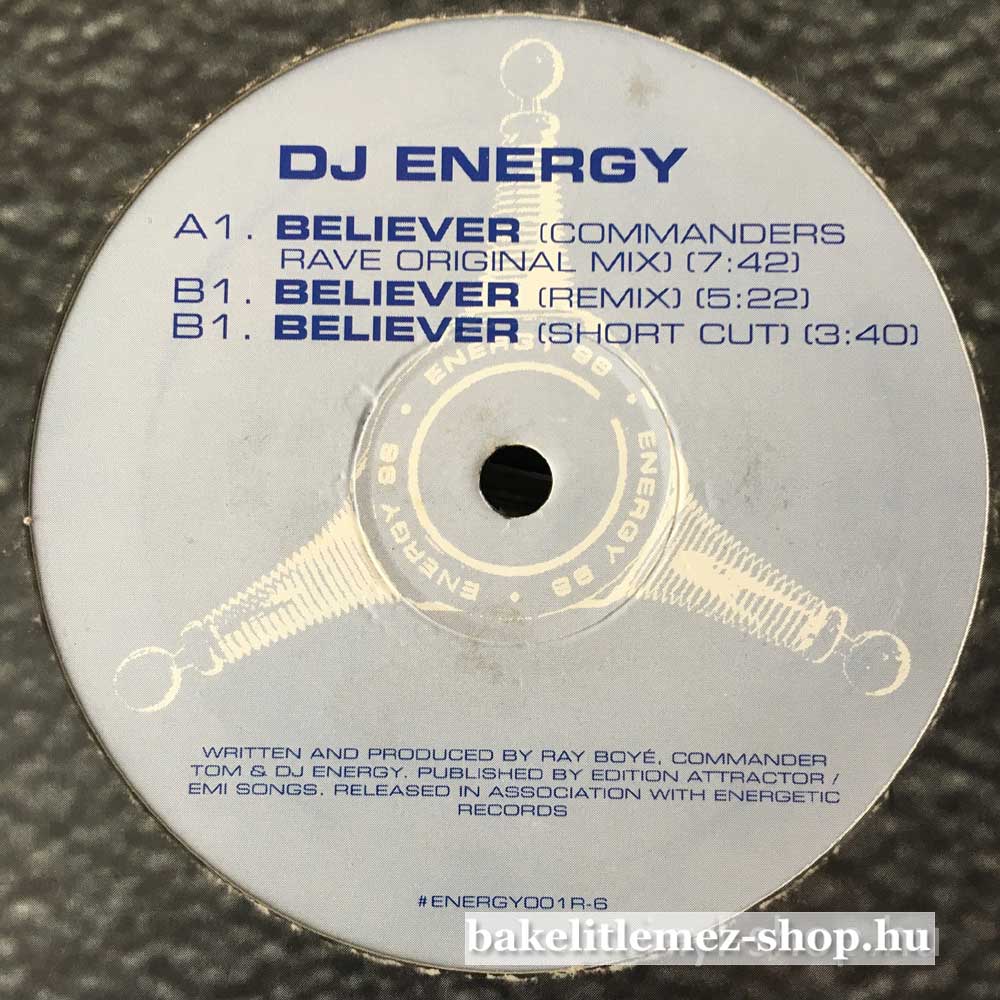 DJ ENERGY
A1. BELIEVER (COMMANDERS
RAVE ORIGINAL MIX) (7:42)
B1. BELIEVER (REMIX) (5:22)
B1. BELIEVER (SHORT CUT) (3:40)
ENERGY 98 • ENERGY 98 • ENERGY 98 •
WRITTEN AND PRODUCED BY RAY BOYÉ, COMMANDER
TOM & DJ ENERGY. PUBLISHED BY EDITION ATTRACTOR /
EMI SONGS. RELEASED IN ASSOCIATION WITH ENERGETIC
RECORDS
#ENERGY001R-6
bakelitlemez-shop.hu